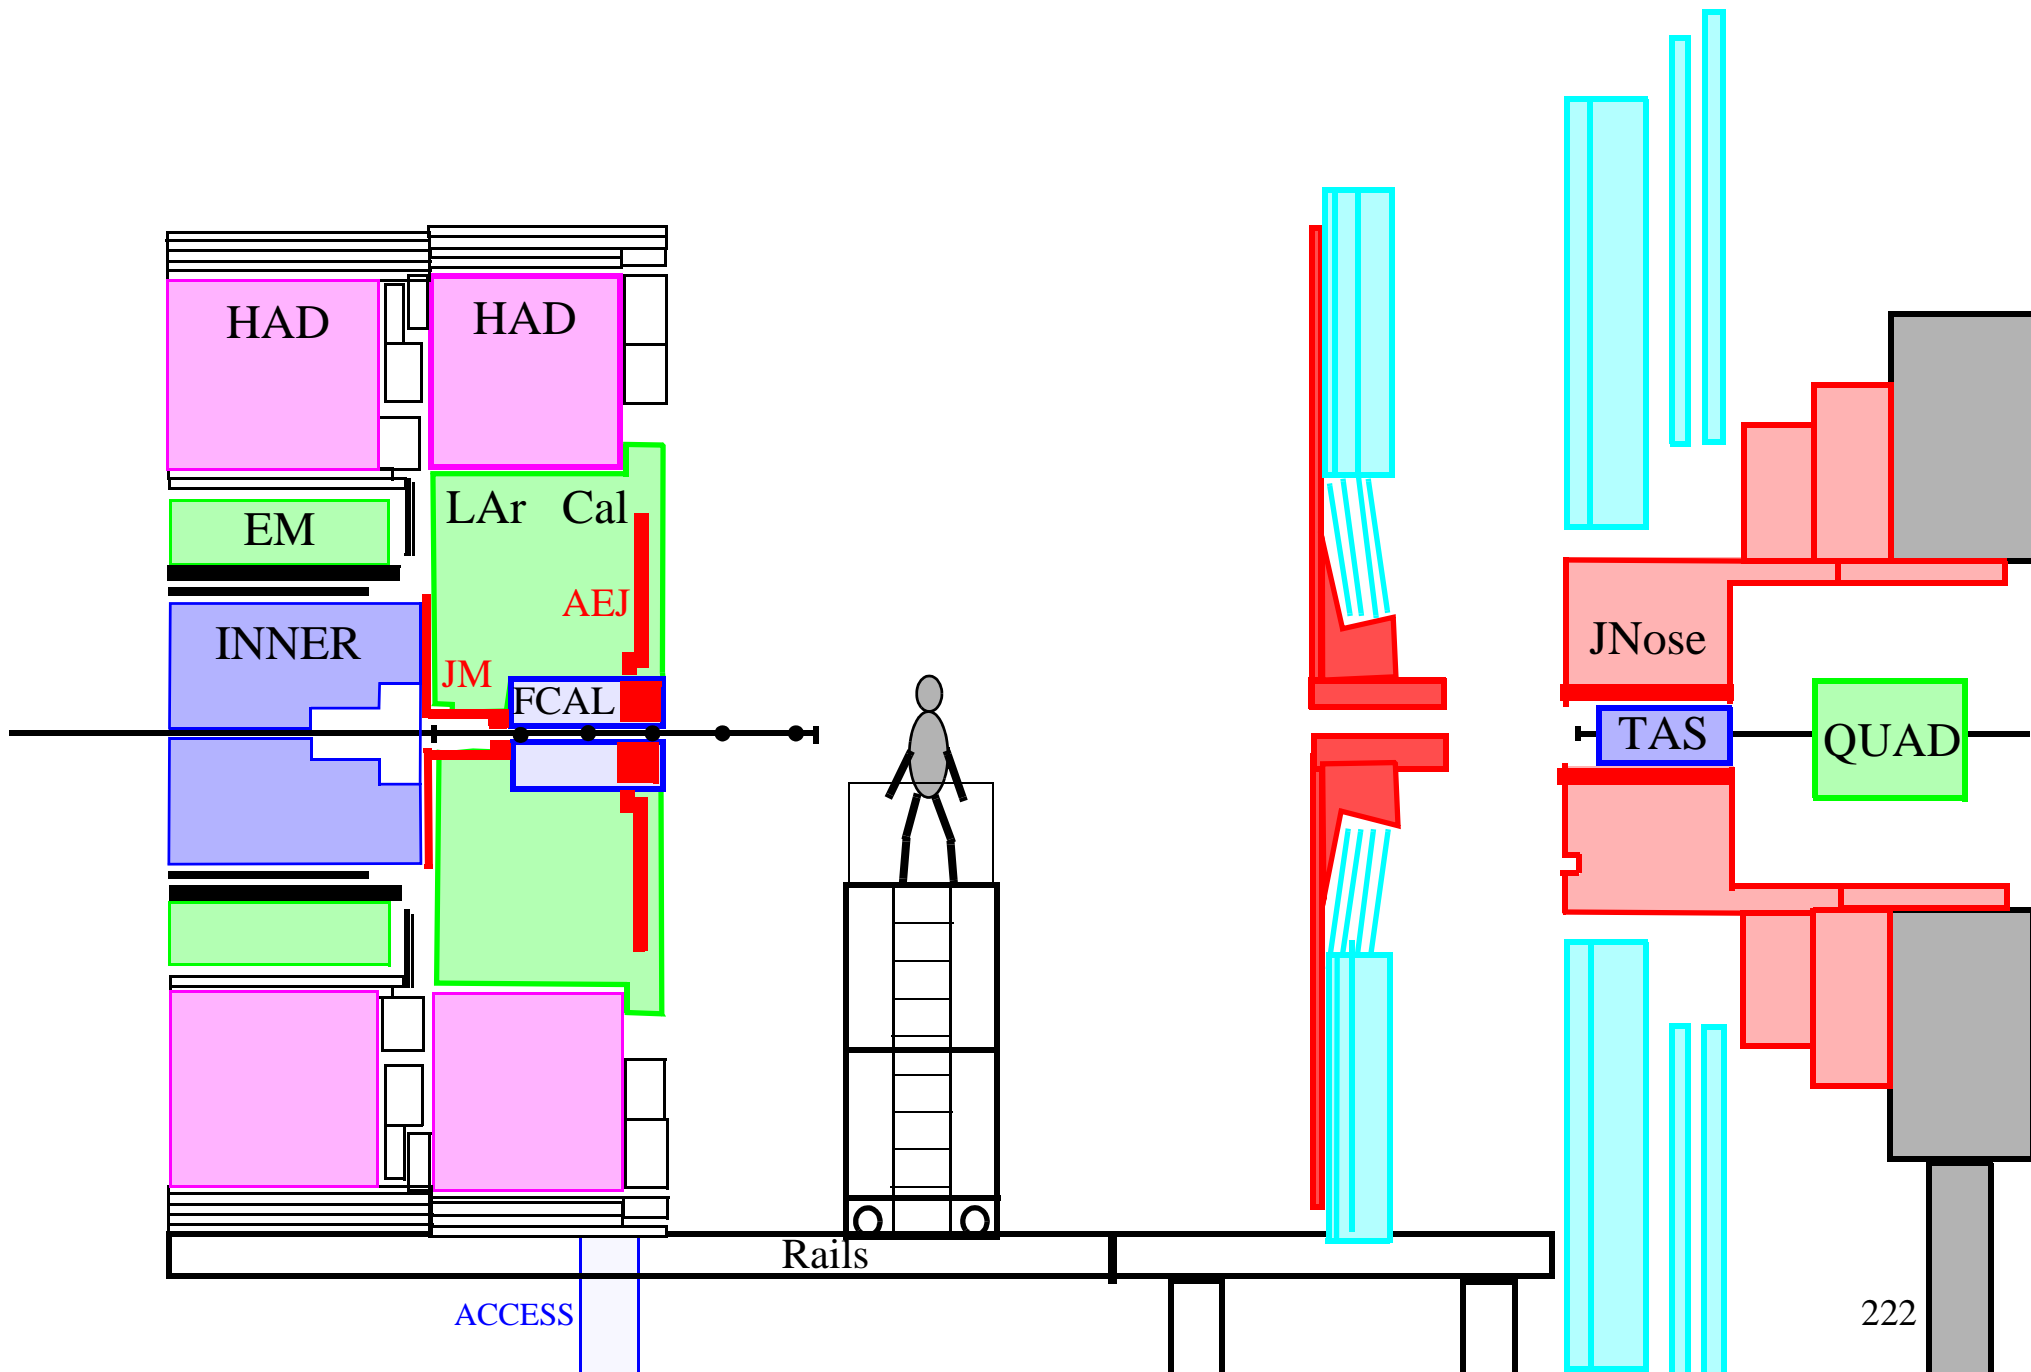 HAD HAD
LAr Cal
EM
AEJ
INNER
JNose
JM
FCAL
TAS
QUAD
Rails
ACCESS
222